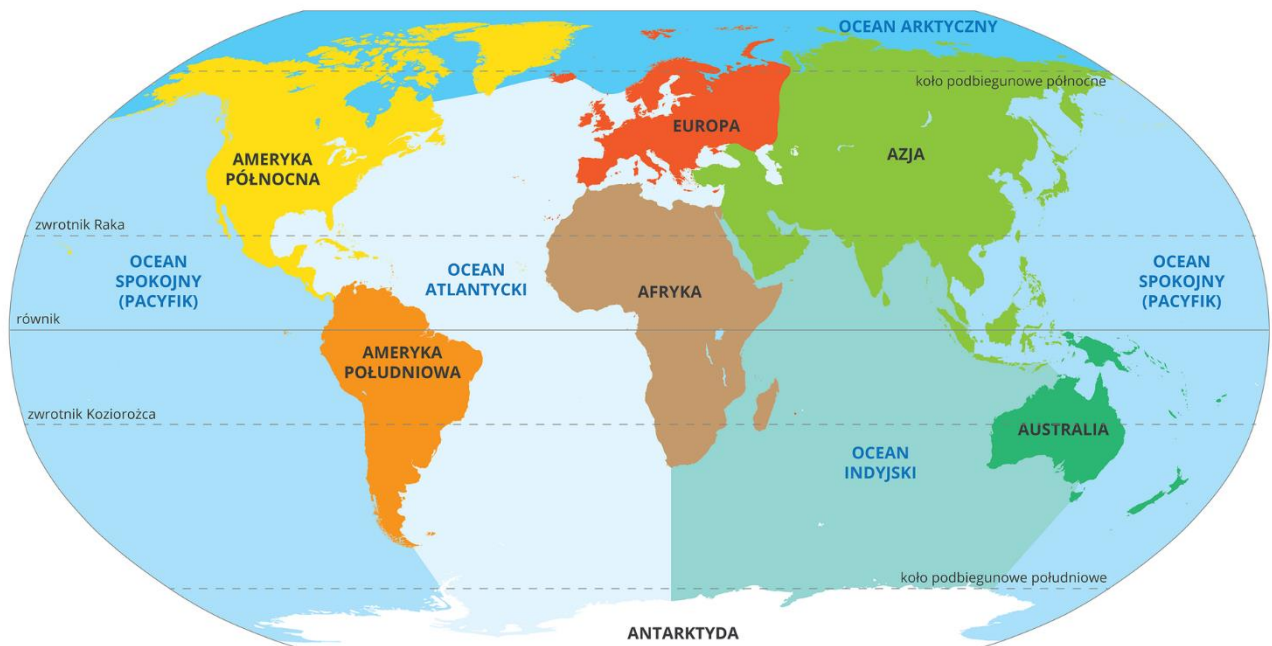 OCEAN ARKTYCZNY
koło podbiegunowe północne
EUROPA
AMERYKA
PÓŁNOCNA
AZJA
zwrotnik Raka
OCEAN
SPOKOJNY
(PACYFIK)
OCEAN
ATLANTYCKI
AFRYKA
OCEAN
SPOKOJNY
(PACYFIK)
równik
AMERYKA
POŁUDNIOWA
zwrotnik Koziorożca
AUSTRALIA
OCEAN
INDYJSKI
koło podbiegunowe południowe
ANTARKTYDA